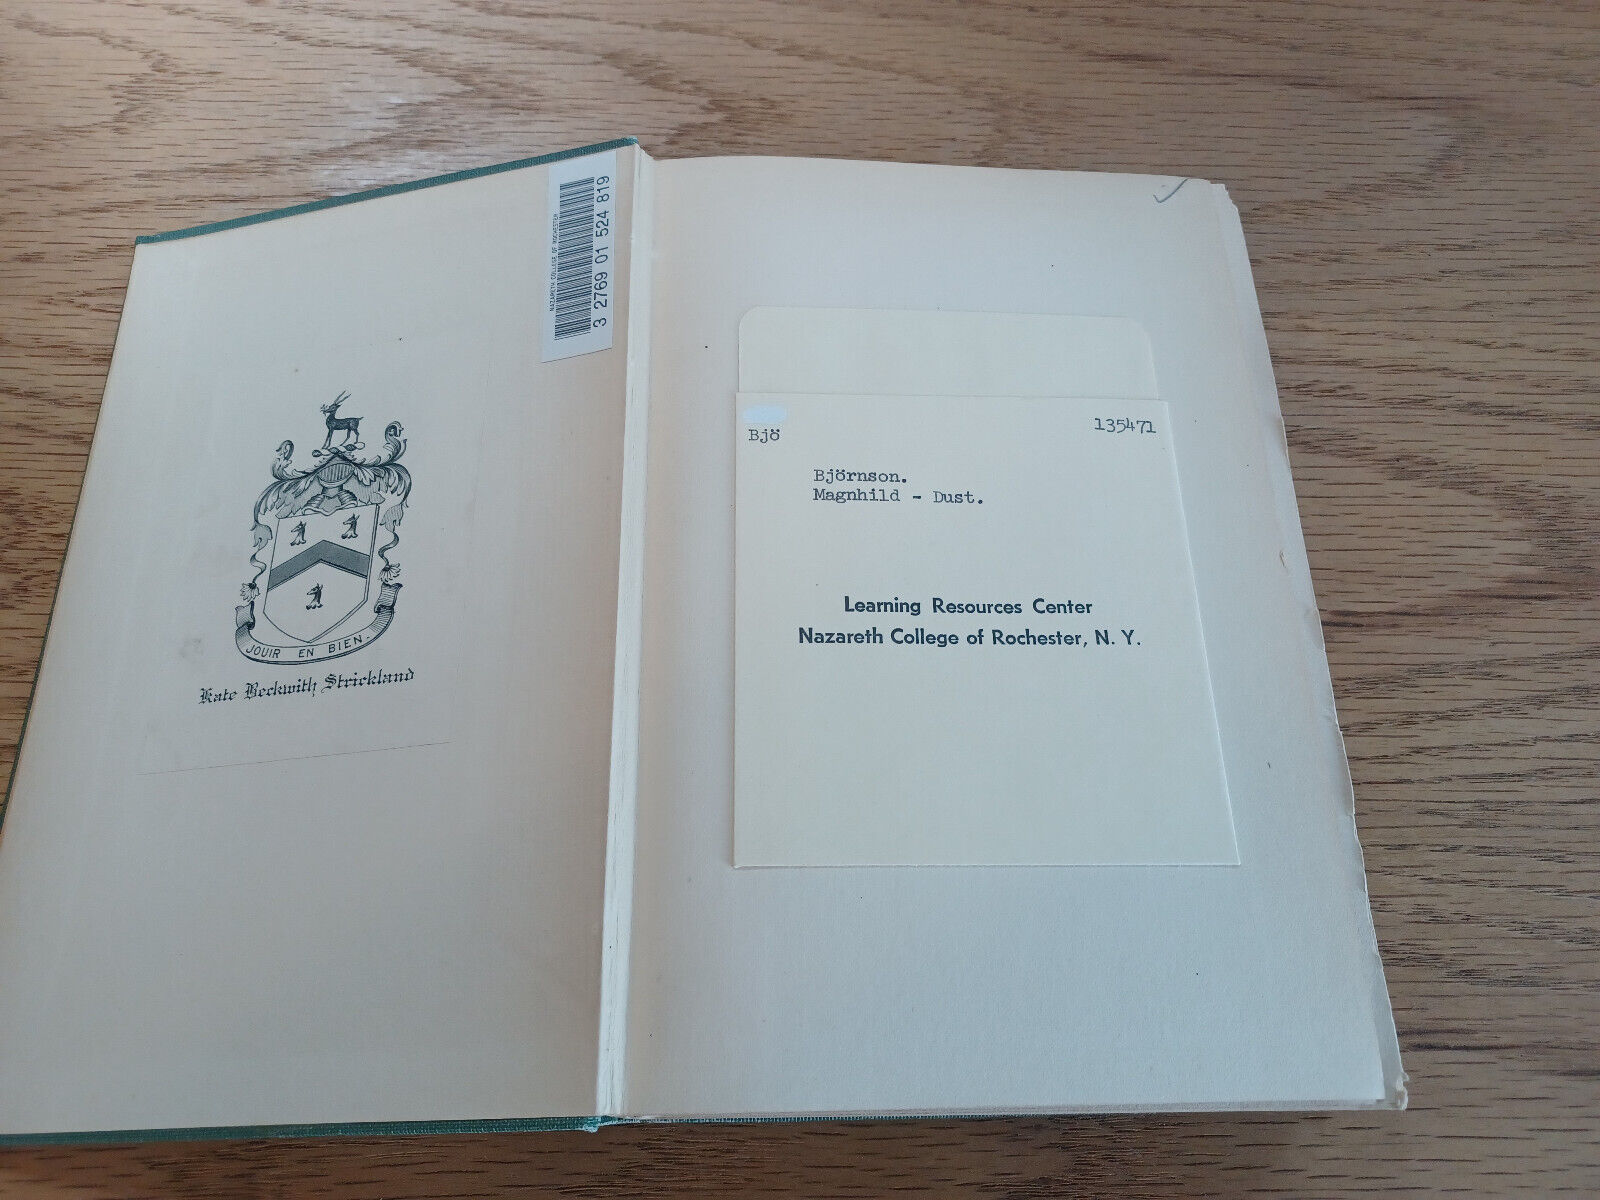 NAZARETH COLLEGE OF ROCHESTER
3 2769 01 524 819
JOUIR EN BIEN.
Kate Beckwith Strickland
Bjö
135471
Björnson.
Magnhild - Dust.
Learning Resources Center
Nazareth College of Rochester, N. Y.